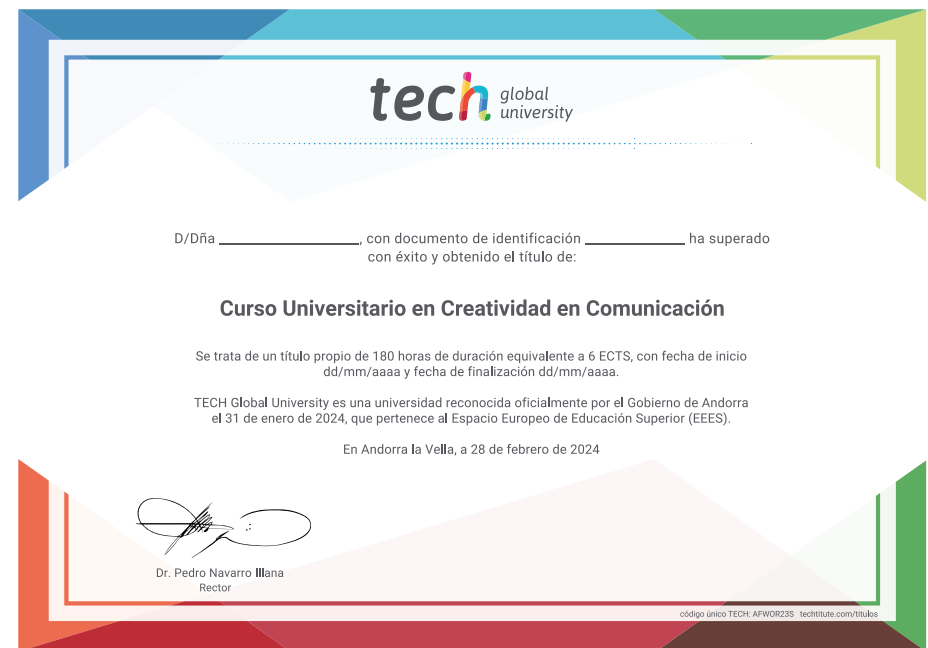 tech global university
D/Dña ____________________, con documento de identificación ______________ ha superado
con éxito y obtenido el título de:
Curso Universitario en Creatividad en Comunicación
Se trata de un título propio de 180 horas de duración equivalente a 6 ECTS, con fecha de inicio
dd/mm/aaaa y fecha de finalización dd/mm/aaaa.
TECH Global University es una universidad reconocida oficialmente por el Gobierno de Andorra
el 31 de enero de 2024, que pertenece al Espacio Europeo de Educación Superior (EEES).
En Andorra la Vella, a 28 de febrero de 2024
Dr. Pedro Navarro Illana
Rector
código único TECH: AFWOR23S techtitute.com/titulos